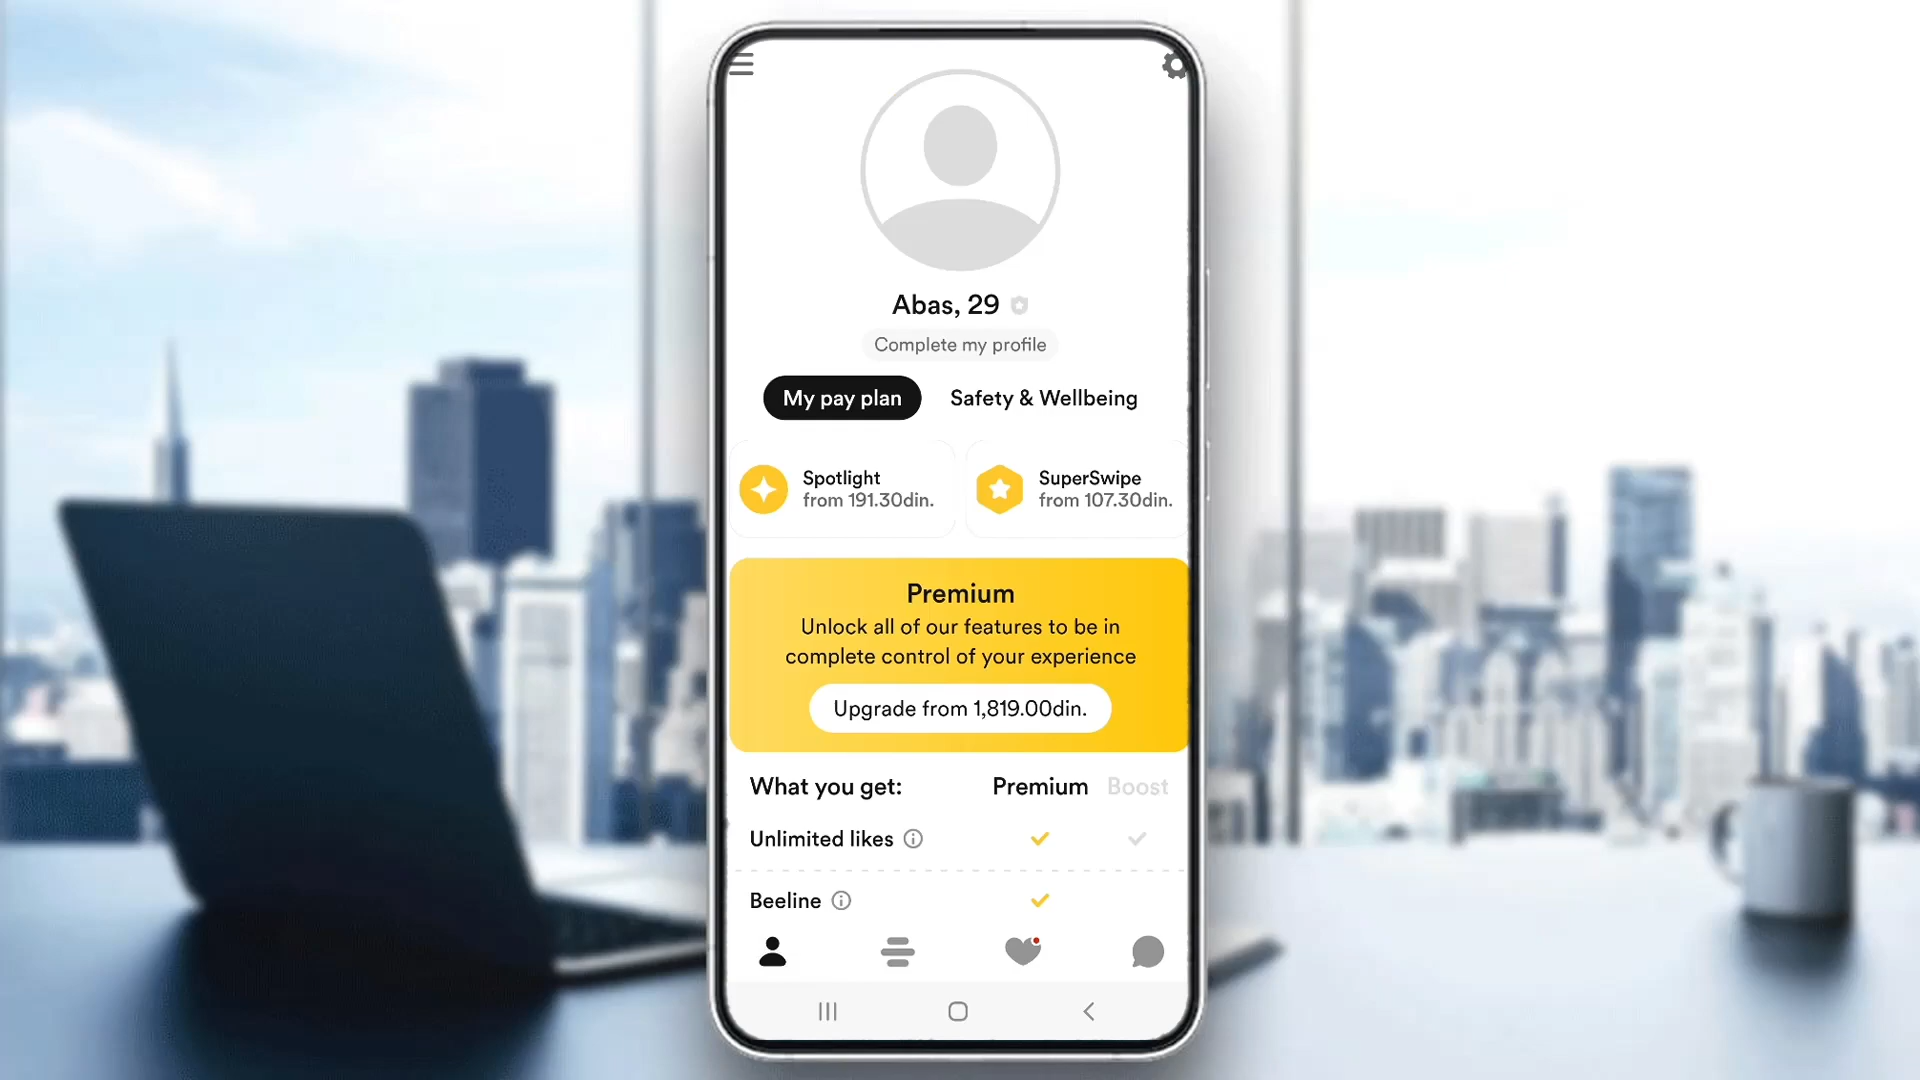 Abas, 29
Complete my profile
My pay plan
Safety & Wellbeing
Spotlight
from 191.30din.
SuperSwipe
from 107.30din.
Premium
Unlock all of our features to be in
complete control of your experience
Upgrade from 1,819.00din.
What you get: Premium Boost
Unlimited likes
Beeline